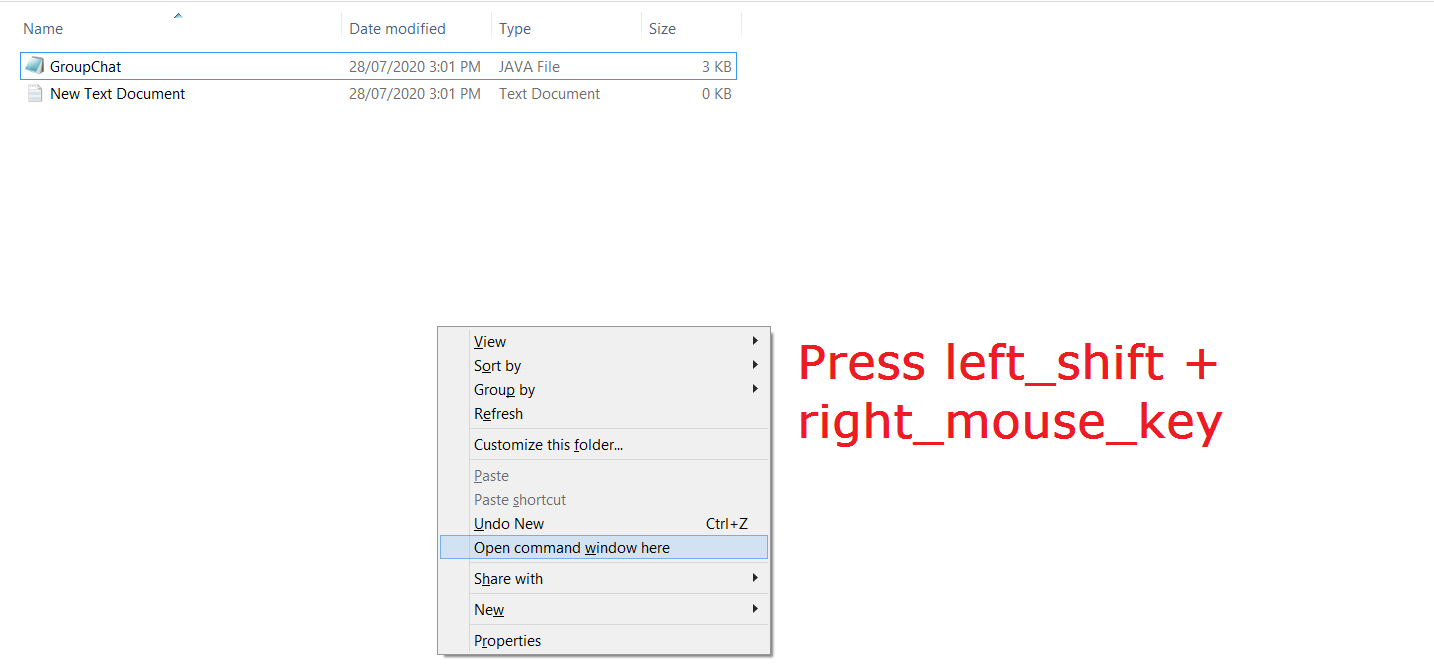 Name Date modified Type Size
GroupChat 28/07/2020 3:01 PM JAVA File 3 KB
New Text Document 28/07/2020 3:01 PM Text Document 0 KB
View
Sort by
Group by
Refresh
Customize this folder...
Paste
Paste shortcut
Undo New Ctrl+Z
Open command window here
Share with
New
Properties
Press left_shift +
right_mouse_key